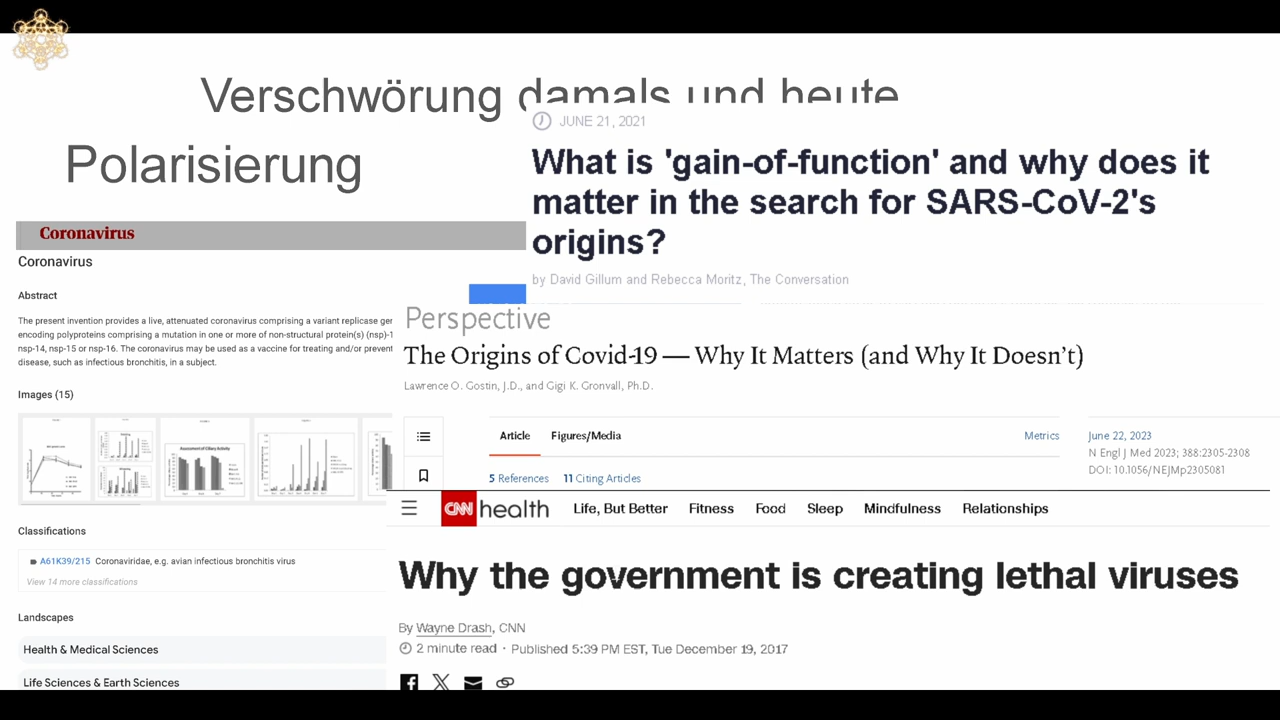 Verschwörung damals und heute
Polarisierung
JUNE 21, 2021
What is 'gain-of-function' and why does it
matter in the search for SARS-CoV-2's
origins?
by David Gillum and Rebecca Moritz, The Conversation
Coronavirus
Coronavirus
Abstract
The present invention provides a live, attenuated coronavirus comprising a variant replicase ger
encoding polyproteins comprising a mutation in one or more of non-structural protein(s) (nsp)-1
nsp-14, nsp-15 or nsp-16. The coronavirus may be used as a vaccine for treating and/or prevent
disease, such as infectious bronchitis, in a subject.
Images (15)
Assessment of Ciliary Activity
Classifications
A61K39/215 Coronaviridae, e.g. avian infectious bronchitis virus
View 14 more classifications
Landscapes
Health & Medical Sciences
Life Sciences & Earth Sciences
Perspective
The Origins of Covid-19 — Why It Matters (and Why It Doesn't)
Lawrence O. Gostin, J.D., and Gigi K. Gronvall, Ph.D.
Article Figures/Media Metrics
5 References 11 Citing Articles
June 22, 2023
N Engl J Med 2023; 388:2305-2308
DOI: 10.1056/NEJMp2305081
CNN health Life, But Better Fitness Food Sleep Mindfulness Relationships
Why the government is creating lethal viruses
By Wayne Drash, CNN
2 minute read · Published 5:39 PM EST, Tue December 19, 2017